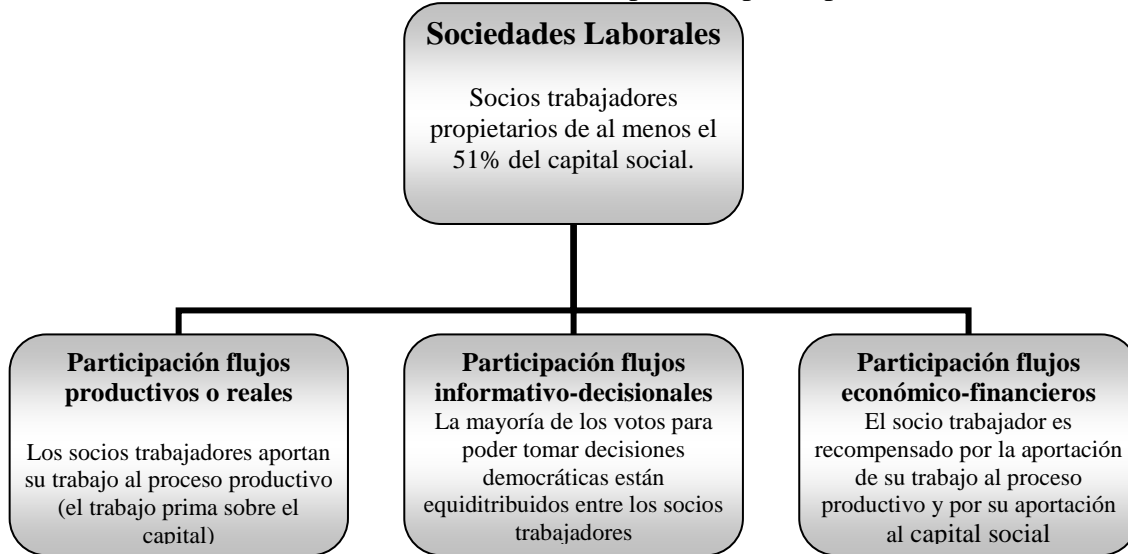 Sociedades Laborales
Socios trabajadores
propietarios de al menos el
51% del capital social.
Participación flujos
productivos o reales
Los socios trabajadores aportan
su trabajo al proceso productivo
(el trabajo prima sobre el
capital)
Participación flujos
informativo-decisionales
La mayoría de los votos para
poder tomar decisiones
democráticas están
equiditribuidos entre los socios
trabajadores
Participación flujos
económico-financieros
El socio trabajador es
recompensado por la aportación
de su trabajo al proceso
productivo y por su aportación
al capital social